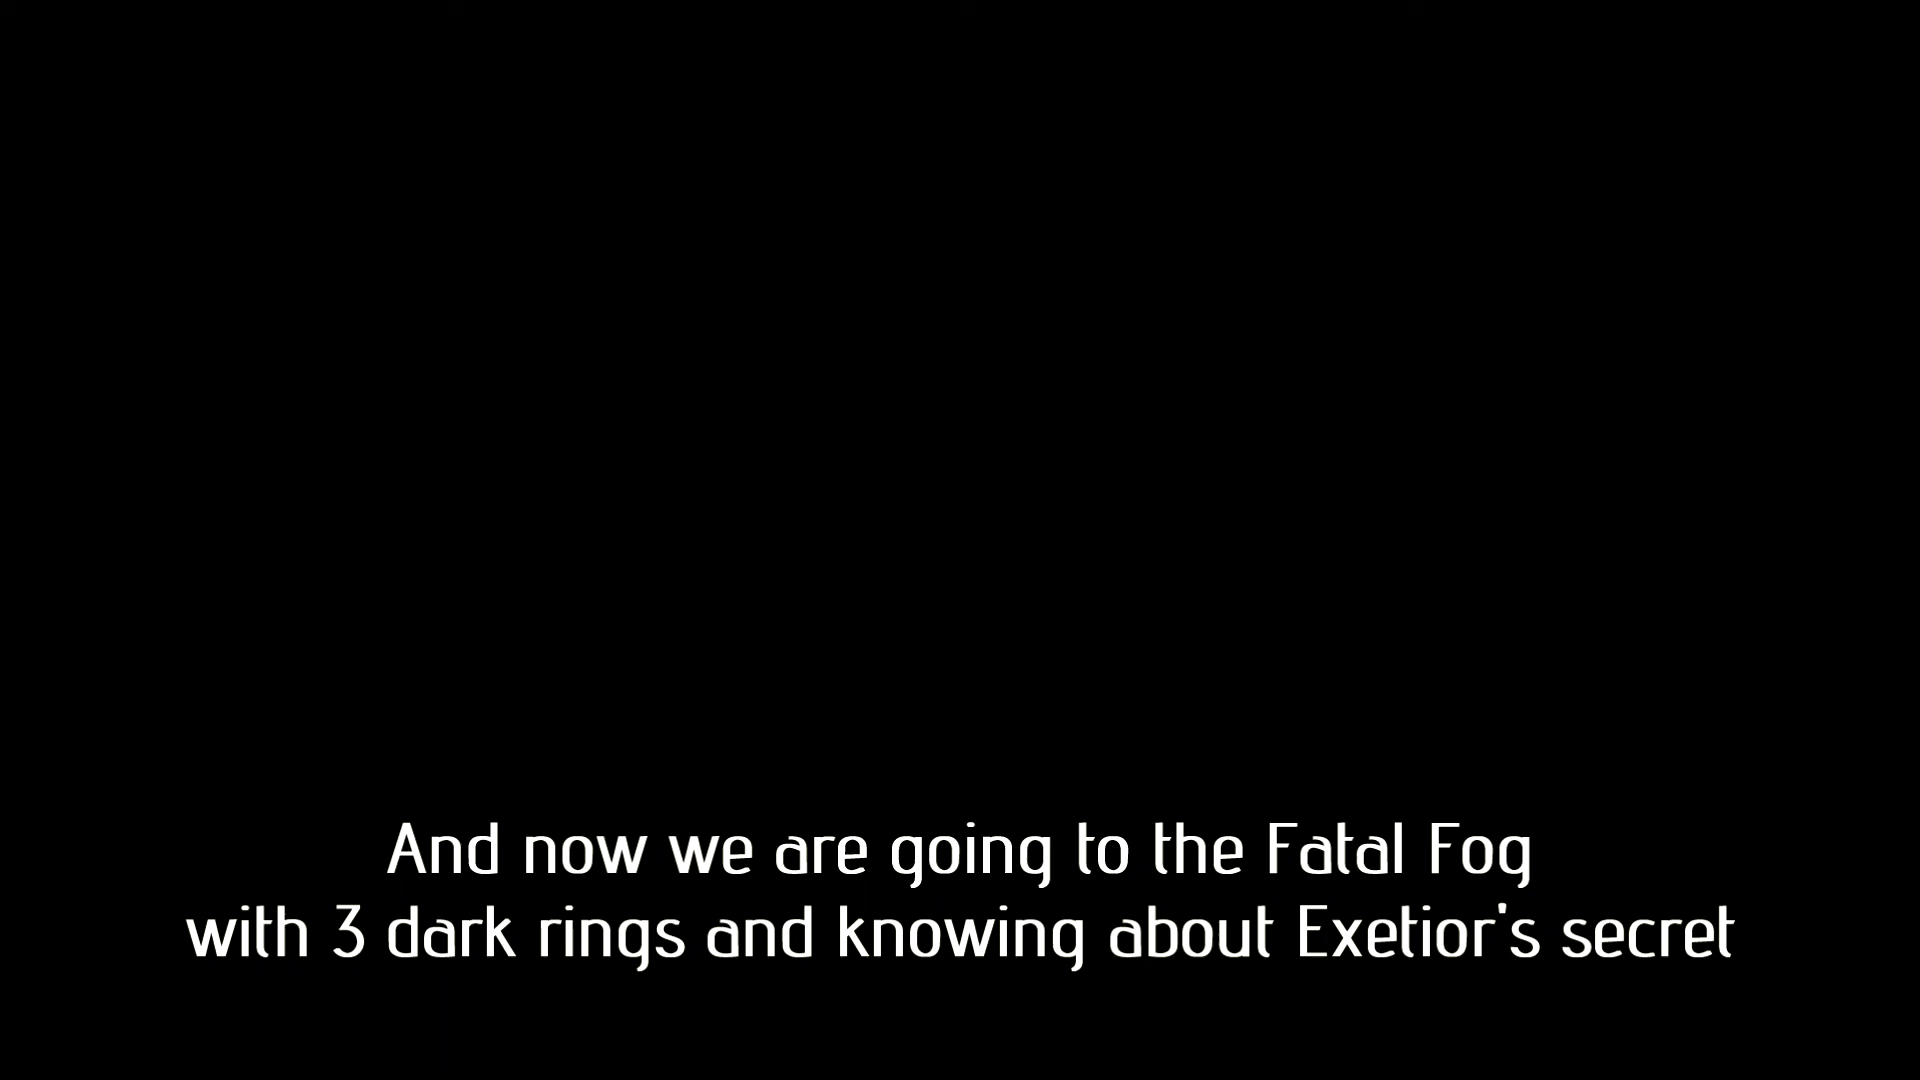 And now we are going to the Fatal Fog
with 3 dark rings and knowing about Exetior's secret